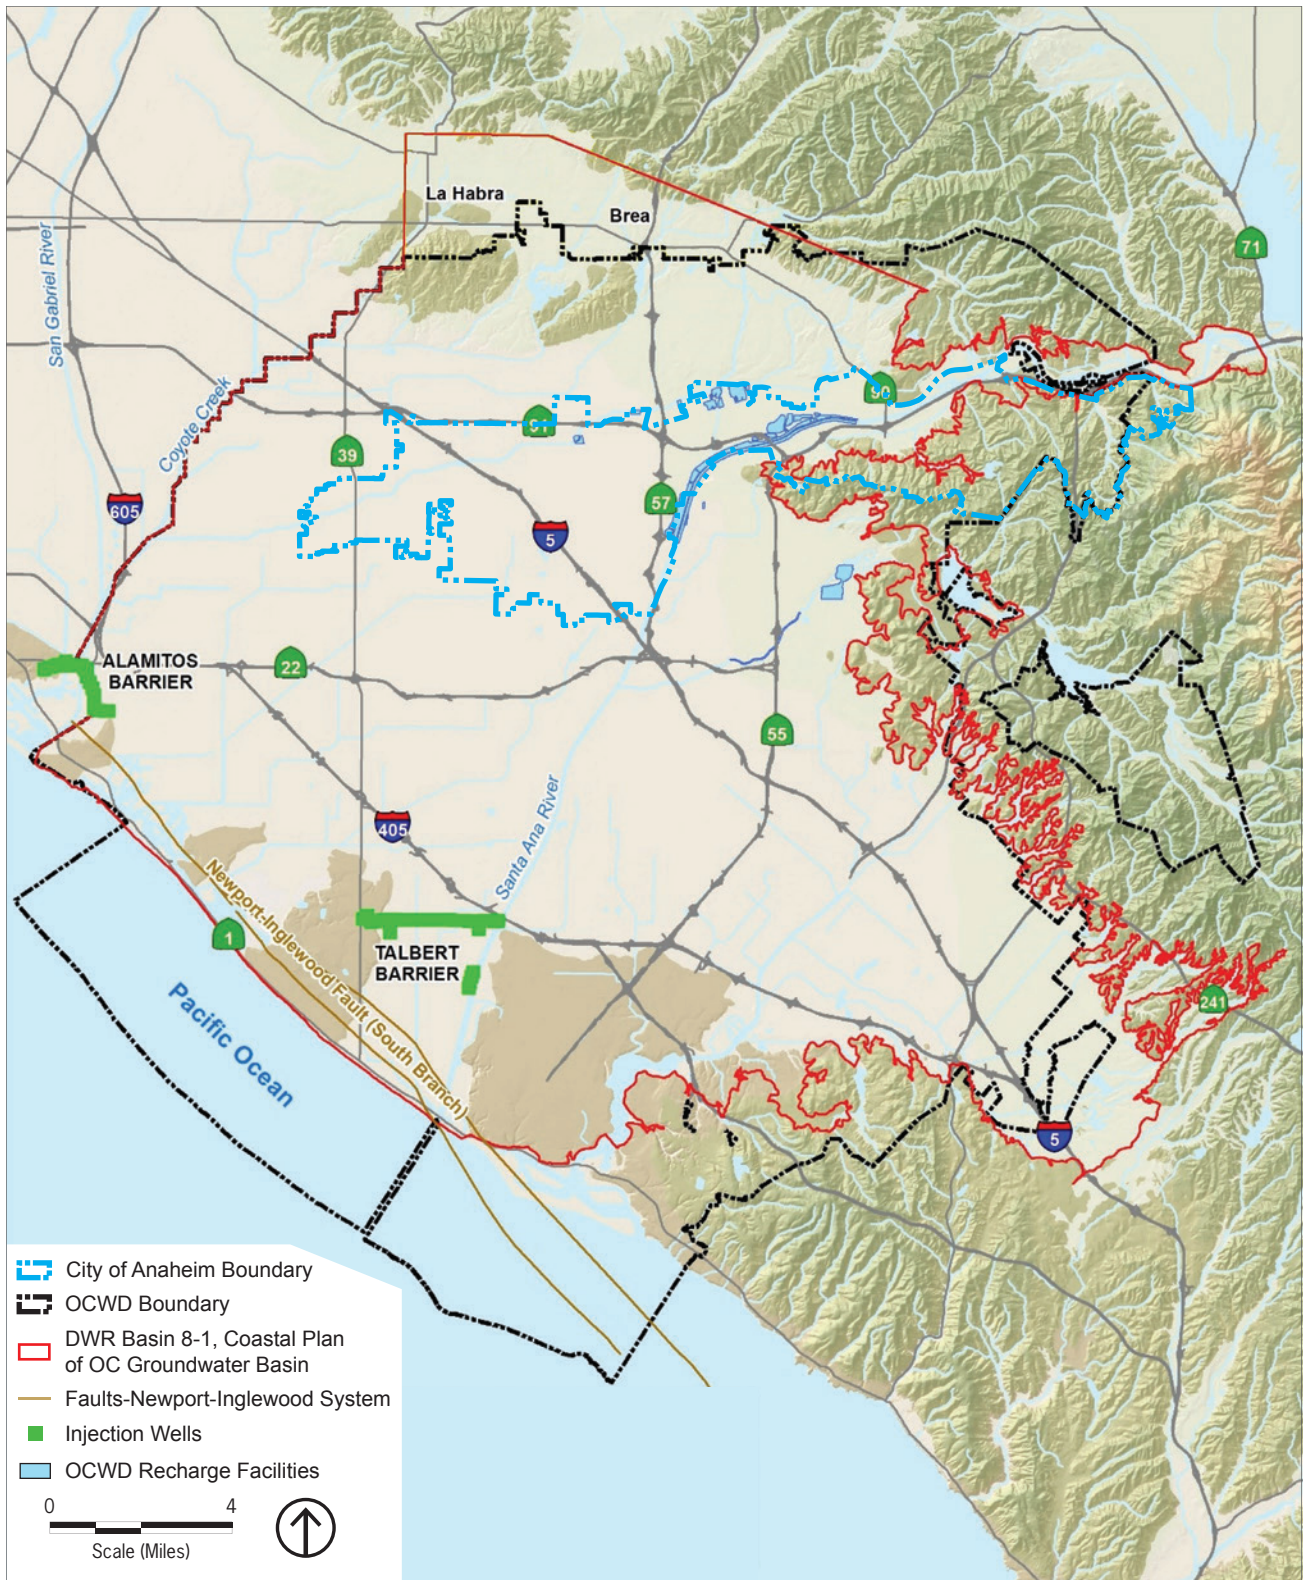 La Habra
Brea
71
San Gabriel River
90
91
Coyote Creek
39
57
605
5
ALAMITOS
BARRIER
22
55
405
Santa Ana River
Newport-Inglewood Fault (South Branch)
1
TALBERT
BARRIER
241
Pacific Ocean
5
City of Anaheim Boundary
OCWD Boundary
DWR Basin 8-1, Coastal Plan
of OC Groundwater Basin
Faults-Newport-Inglewood System
Injection Wells
OCWD Recharge Facilities
0 4
Scale (Miles)